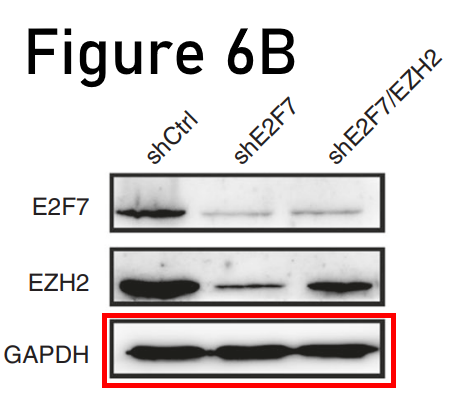 Figure 6B
shCtrl
shE2F7
shE2F7/EZH2
E2F7
EZH2
GAPDH